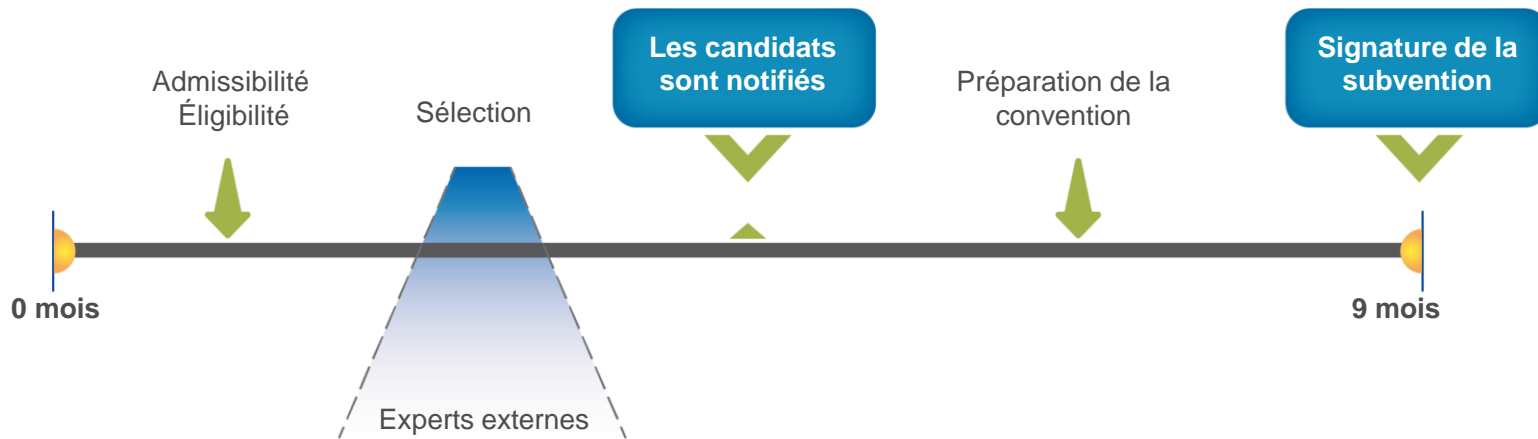 Admissibilité
Éligibilité
Sélection
Les candidats
sont notifiés
Préparation de la
convention
Signature de la
subvention
0 mois
9 mois
Experts externes